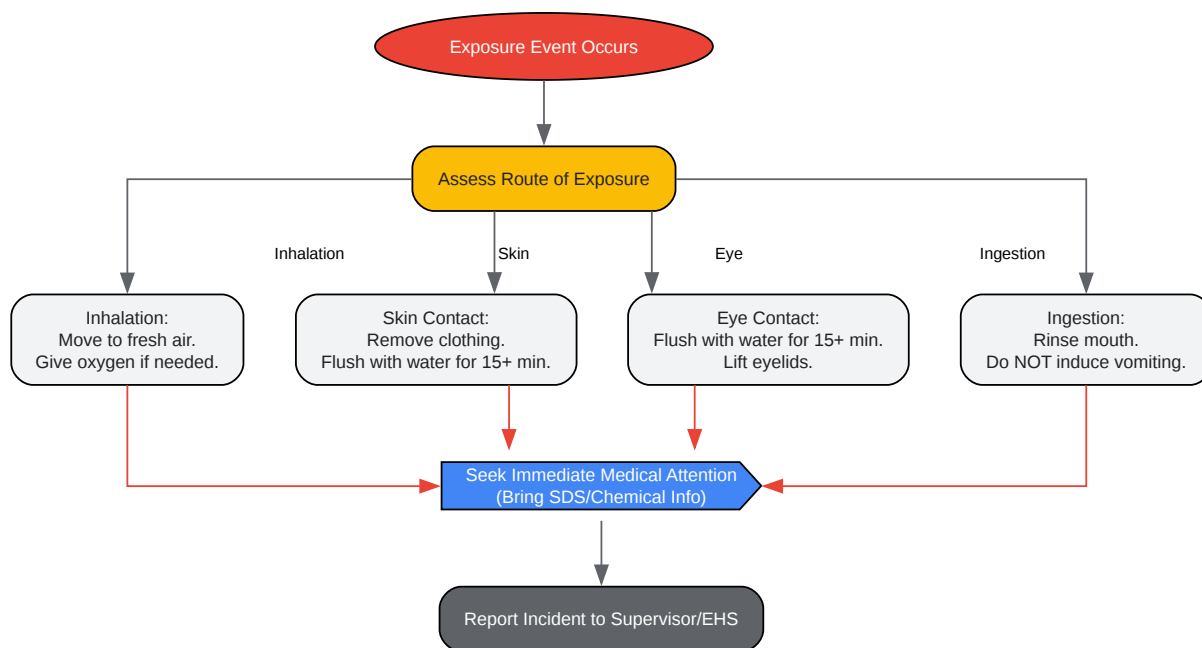 Exposure Event Occurs
Assess Route of Exposure
Inhalation
Skin
Eye
Ingestion
Inhalation:
Move to fresh air.
Give oxygen if needed.
Skin Contact:
Remove clothing.
Flush with water for 15+ min.
Eye Contact:
Flush with water for 15+ min.
Lift eyelids.
Ingestion:
Rinse mouth.
Do NOT induce vomiting.
Seek Immediate Medical Attention
(Bring SDS/Chemical Info)
Report Incident to Supervisor/EHS